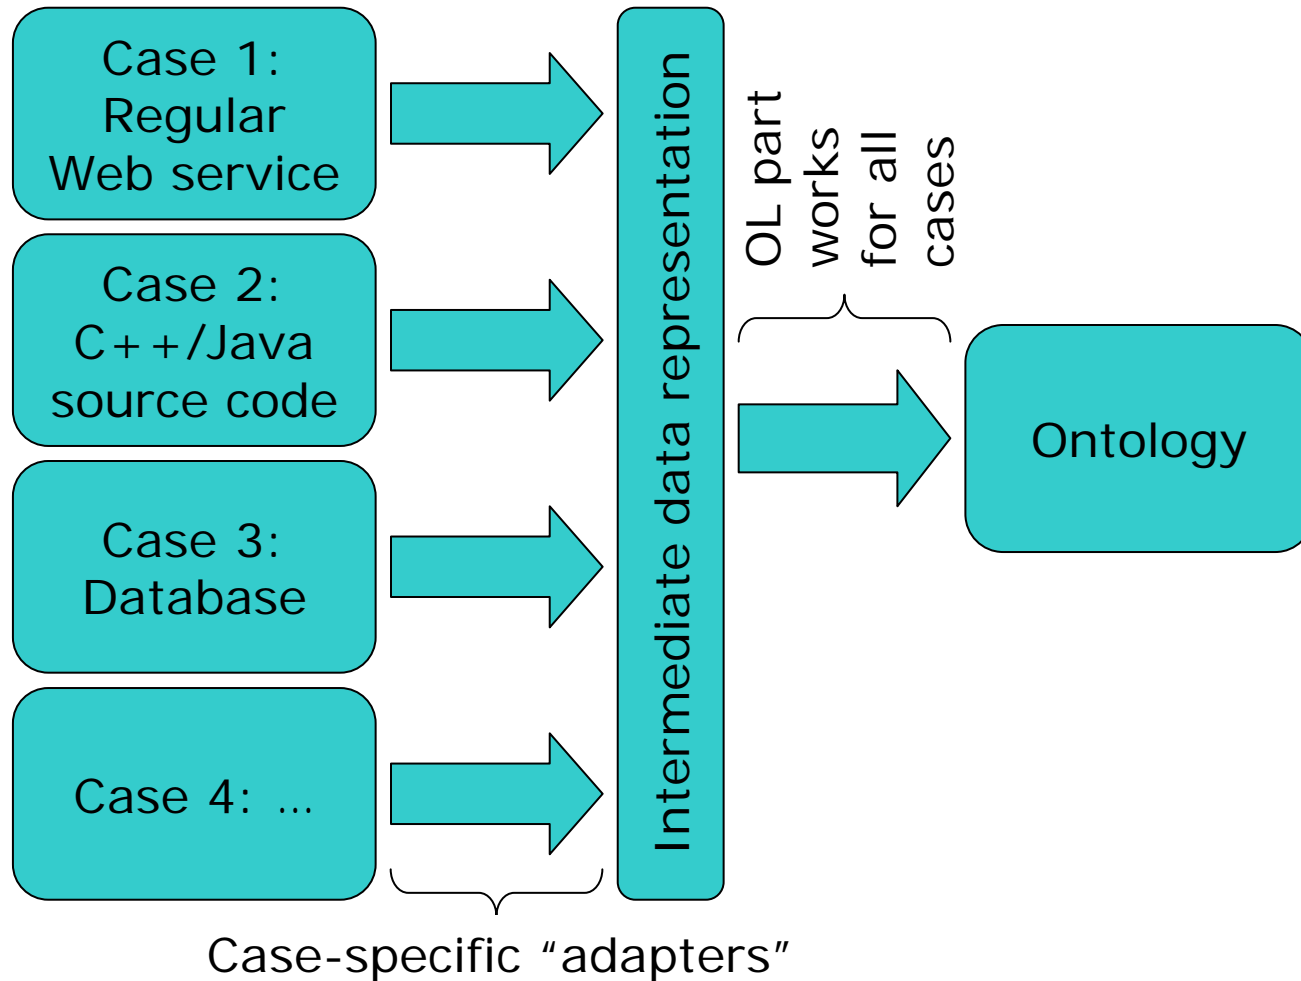 Case 1:
Regular
Web service
Case 2:
C++/Java
source code
Case 3:
Database
Case 4: ...
Intermediate data representation
OL part
works
for all
cases
Ontology
Case-specific “adapters”